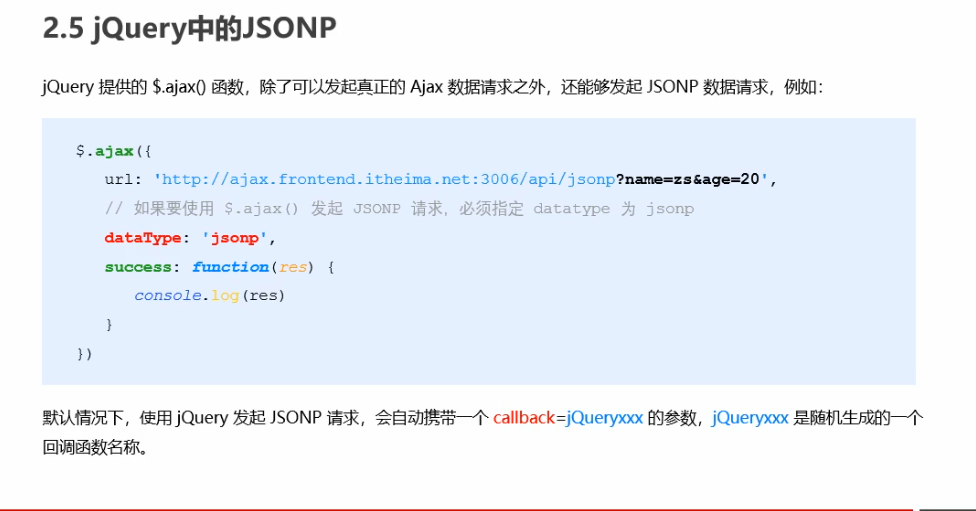 2.5 jQuery中的JSONP
jQuery 提供的 $.ajax() 函数，除了可以发起真正的 Ajax 数据请求之外，还能够发起 JSONP 数据请求，例如：
$.ajax({
url: 'http://ajax.frontend.itheima.net:3006/api/jsonp?name=zs&age=20',
// 如果要使用 $.ajax() 发起 JSONP 请求，必须指定 datatype 为 jsonp
dataType: 'jsonp',
success: function(res) {
console.log(res)
}
})
默认情况下，使用 jQuery 发起 JSONP 请求，会自动携带一个 callback=jQueryxxx 的参数，jQueryxxx 是随机生成的一个
回调函数名称。